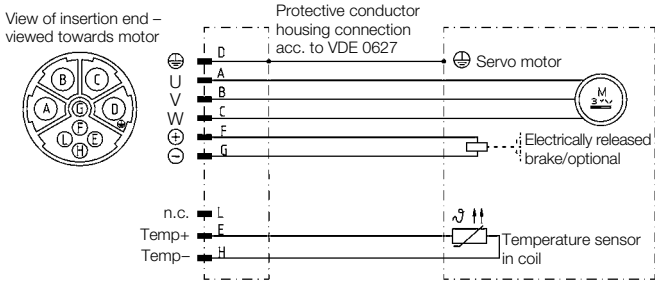 View of insertion end –
viewed towards motor
Protective conductor
housing connection
acc. to VDE 0627
B C
A G D
F
L E
H
D
Servo motor
U A
V B
W C
M
3~
+ F
− G
Electrically released
brake/optional
n.c. L
ϑ
Temp+ E
Temperature sensor
in coil
Temp– H